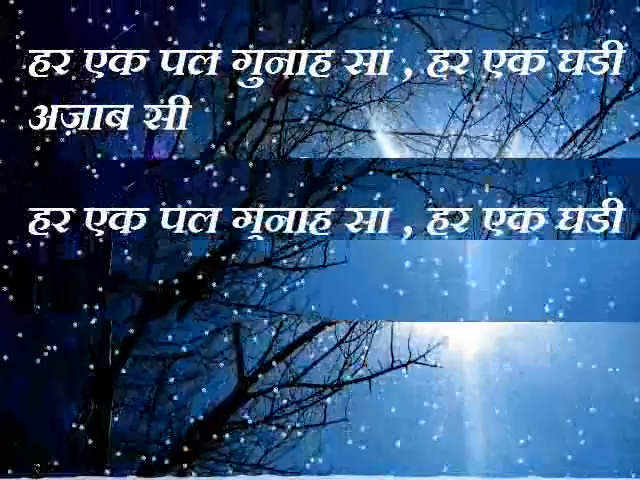 हर एक पल गुनाह सा , हर एक घडी
अजाब सी
हर एक पल गुनाह सा , हर एक घडी